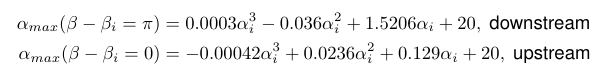 α_max(β − β_i = π) = 0.0003α_i^3 − 0.036α_i^2 + 1.5206α_i + 20, downstream
α_max(β − β_i = 0) = −0.00042α_i^3 + 0.0236α_i^2 + 0.129α_i + 20, upstream